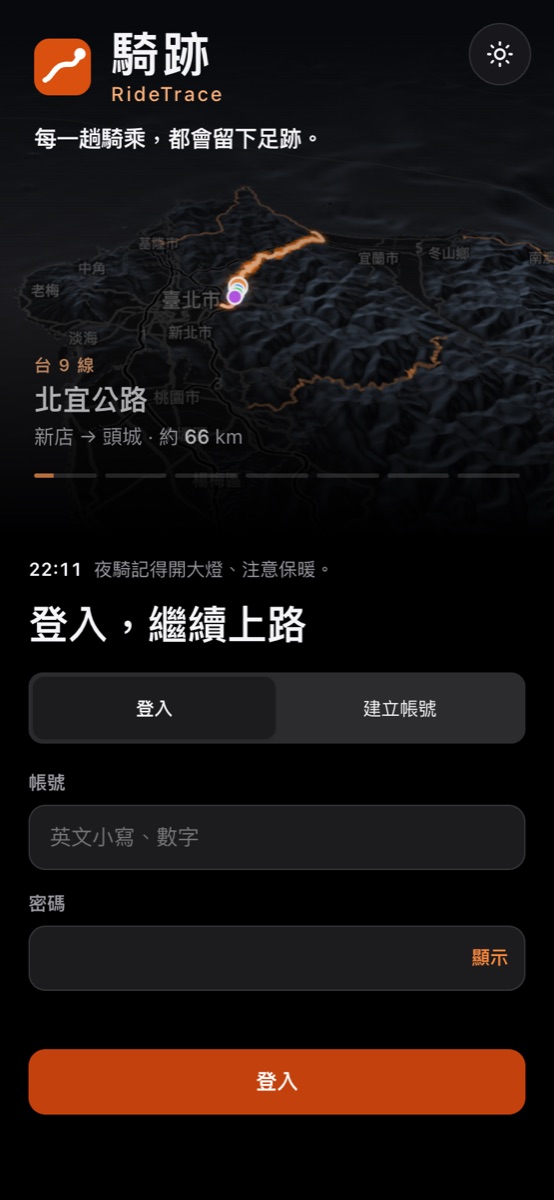 騎跡
RideTrace
每一趟騎乘，都會留下足跡。
基隆市
中角
老梅
臺北市
淡海
新北市
宜蘭市
5
冬山鄉
台 9 線
北宜公路
桃園市
3
新店 → 頭城 · 約 66 km
22:11 夜騎記得開大燈、注意保暖。
登入，繼續上路
登入
建立帳號
帳號
英文小寫、數字
密碼
顯示
登入